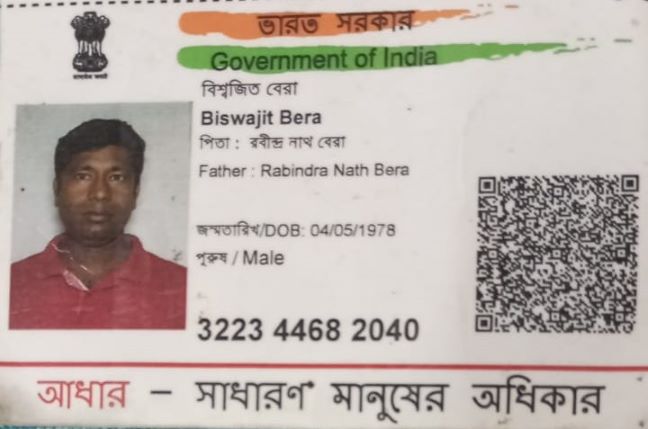 ভারত সরকার
Government of India
বিশ্বজিত বেরা
Biswajit Bera
পিতা : রবীন্দ্র নাথ বেরা
Father : Rabindra Nath Bera
জন্মতারিখ/DOB: 04/05/1978
পুরুষ / Male
3223 4468 2040
আধার – সাধারণ মানুষের অধিকার